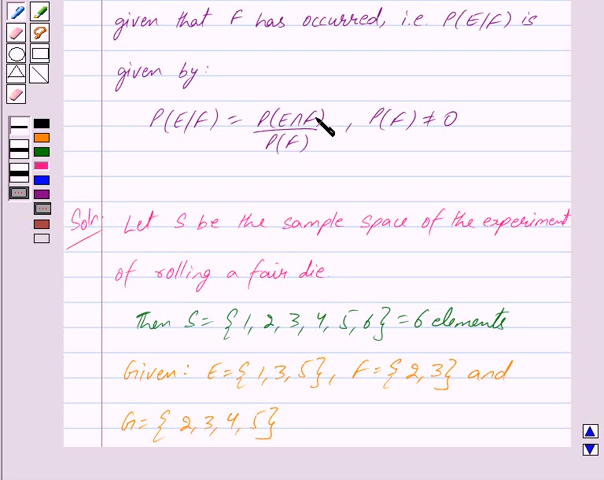 given that F has occurred, i.e. P(E/F) is
given by:
P(E/F) = P(E∩F)/P(F) , P(F) ≠ 0
Soln: Let S be the sample space of the experiment
of rolling a fair die.
Then S = {1, 2, 3, 4, 5, 6} = 6 elements
Given: E = {1, 3, 5}, F = {2, 3} and
G = {2, 3, 4, 5}